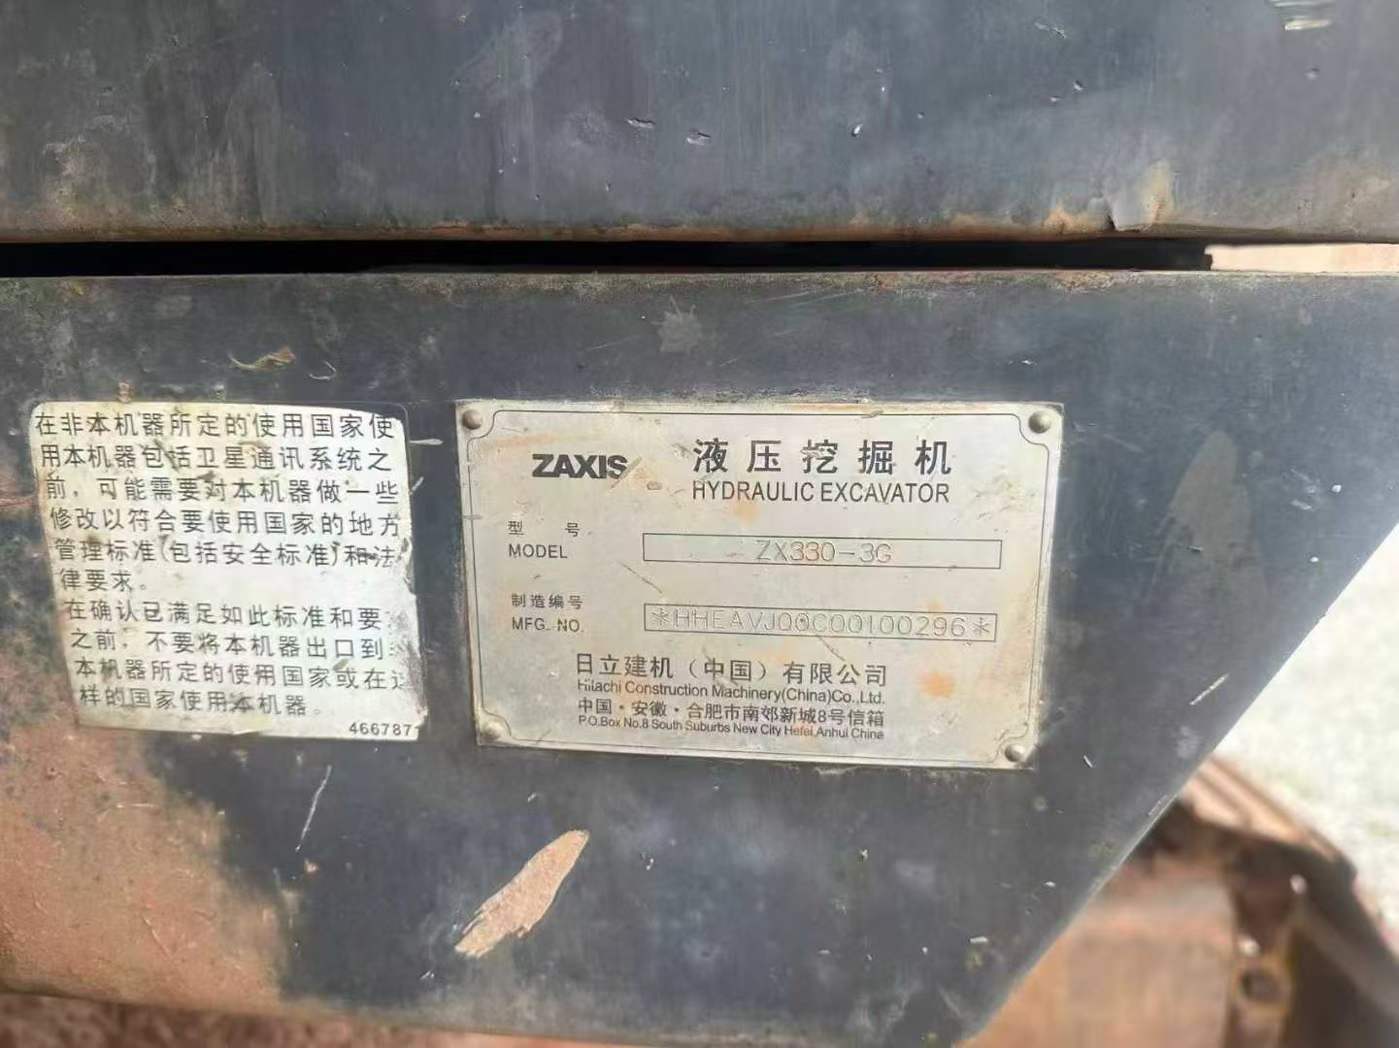 在非本机器所定的使用国家使
用本机器包括卫星通讯系统之
前，可能需要对本机器做一些
修改以符合要使用国家的地方
管理标准(包括安全标准)和法
律要求。
在确认已满足如此标准和要
之前，不要将本机器出口到
本机器所定的使用国家或在这
样的国家使用本机器。
466787
ZAXIS
液压挖掘机
HYDRAULIC EXCAVATOR
型 号
MODEL
ZX330-3G
制造编号
MFG. NO.
*HHEAVJ00C00100296*
日立建机（中国）有限公司
Hitachi Construction Machinery(China)Co.,Ltd.
中国·安徽·合肥市南郊新城8号信箱
P.O.Box No.8 South Suburbs New City Hefei,Anhui China